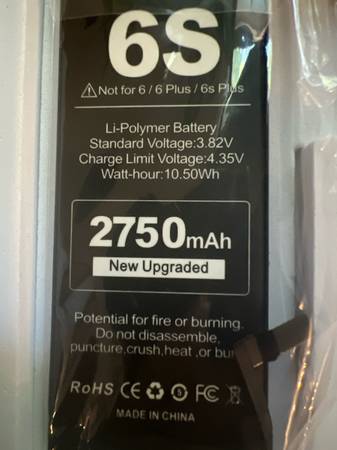 6S
⚠Not for 6 / 6 Plus / 6s Plus
Li-Polymer Battery
Standard Voltage:3.82V
Charge Limit Voltage:4.35V
Watt-hour:10.50Wh
2750mAh
New Upgraded
Potential for fire or burning.
Do not disassemble,
puncture,crush,heat ,or
RoHS CE 5 FC
MADE IN CHINA